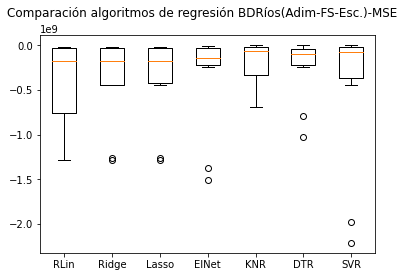 Comparación algoritmos de regresión BDRíos(Adim-FS-Esc.)-MSE
1e9
0.0
−0.5
−1.0
−1.5
−2.0
RLin Ridge Lasso ElNet KNR DTR SVR